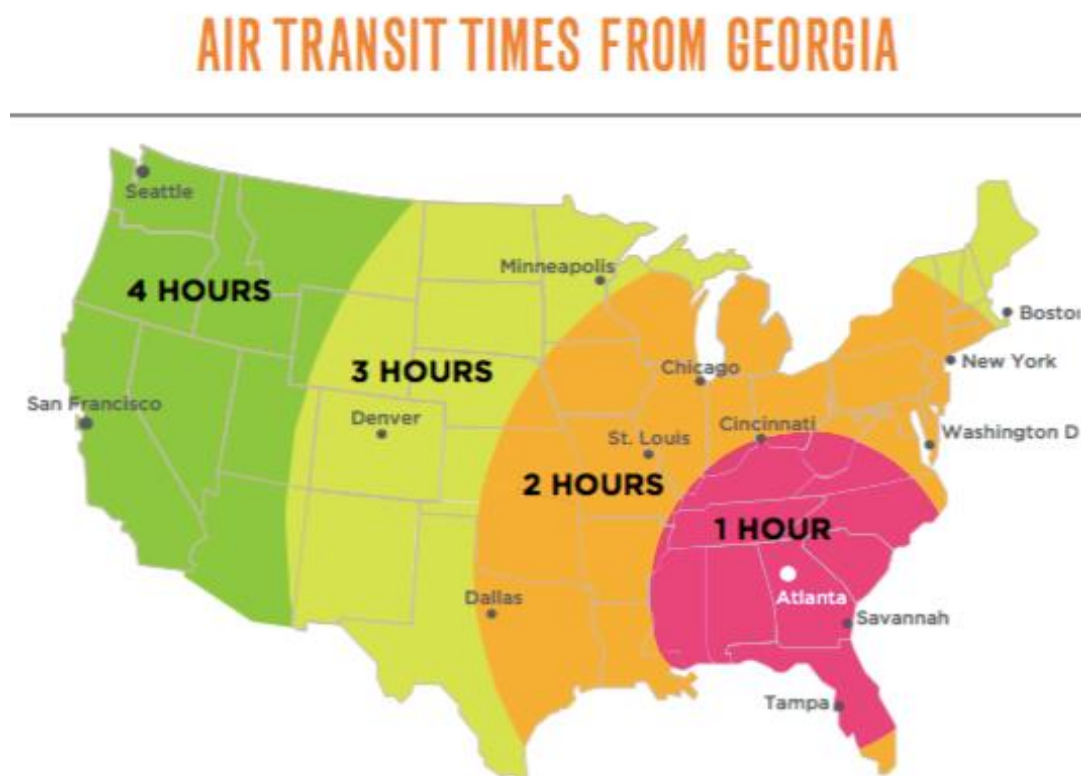 AIR TRANSIT TIMES FROM GEORGIA
Seattle
Minneapolis
4 HOURS
Boston
New York
3 HOURS
Chicago
San Francisco
Denver
Cincinnati
St. Louis
Washington D
2 HOURS
1 HOUR
Atlanta
Dallas
Savannah
Tampa